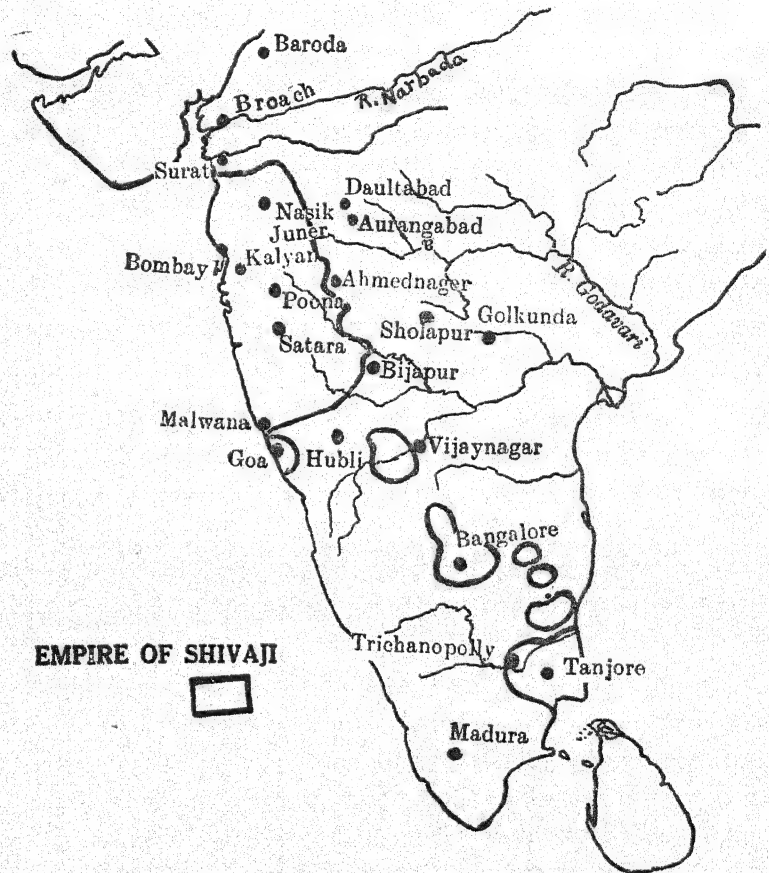 Baroda
Broach
R. Narbada
Surat
Daultabad
Nasik
Aurangabad
Juner
Bombay
Kalyan
Ahmednager
R. Godavari
Poona
Golkunda
Sholapur
Satara
Bijapur
Malwana
Goa
Hubli
Vijaynagar
Bangalore
EMPIRE OF SHIVAJI
Trichanopolly
Tanjore
Madura